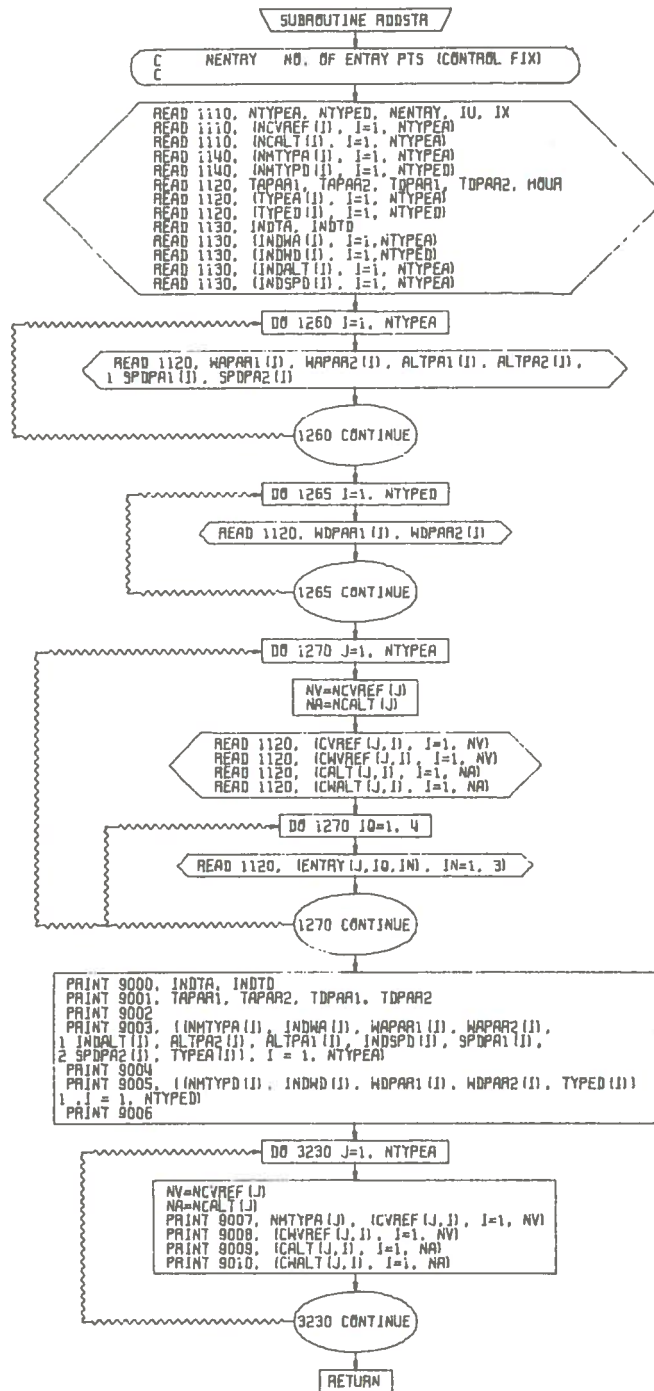 SUBROUTINE RDDSTR
C NENTRY NO. OF ENTRY PTS (CONTROL FIX)
C
READ 1110, NTYPEA, NTYPED, NENTRY, IU, IX
READ 1110, (NCVREF(I), I=1, NTYPEA)
READ 1110, (NCALT(I), I=1, NTYPEA)
READ 1140, (NMTYPA(I), I=1, NTYPEA)
READ 1140, (NMTYPD(I), I=1, NTYPED)
READ 1120, TAPAR1, TAPAR2, TDPAR1, TDPAR2, HOUR
READ 1120, (TYPEA(I), I=1, NTYPEA)
READ 1120, (TYPED(I), I=1, NTYPED)
READ 1130, INDTA, INDTD
READ 1130, (INDWA(I), I=1,NTYPEA)
READ 1130, (INDWD(I), I=1,NTYPED)
READ 1130, (INDALT(I), I=1, NTYPEA)
READ 1130, (INDSPD(I), I=1, NTYPEA)
DO 1260 I=1, NTYPEA
READ 1120, WAPAR1(I), WAPAR2(I), ALTPA1(I), ALTPA2(I),
1 SPDPA1(I), SPDPA2(I)
1260 CONTINUE
DO 1265 I=1, NTYPED
READ 1120, WDPAR1(I), WDPAR2(I)
1265 CONTINUE
DO 1270 J=1, NTYPEA
NV=NCVREF(J)
NA=NCALT(J)
READ 1120, (CVREF(J,I), I=1, NV)
READ 1120, (CWVREF(J,I), I=1, NV)
READ 1120, (CALT(J,I), I=1, NA)
READ 1120, (CWALT(J,I), I=1, NA)
DO 1270 IQ=1, 4
READ 1120, (ENTRY(J,IQ,IN), IN=1, 3)
1270 CONTINUE
PRINT 9000, INDTA, INDTD
PRINT 9001, TAPAR1, TAPAR2, TDPAR1, TDPAR2
PRINT 9002
PRINT 9003, ((NMTYPA(I), INDWA(I), WAPAR1(I), WAPAR2(I),
1 INDALT(I), ALTPA2(I), ALTPA1(I), INDSPD(I), SPDPA1(I),
2 SPDPA2(I), TYPEA(I)), I = 1, NTYPEA)
PRINT 9004
PRINT 9005, ((NMTYPD(I), INDWD(I), WDPAR1(I), WDPAR2(I), TYPED(I))
1 ,I = 1, NTYPED)
PRINT 9006
DO 3230 J=1, NTYPEA
NV=NCVREF(J)
NA=NCALT(J)
PRINT 9007, NMTYPA(J), (CVREF(J,I), I=1, NV)
PRINT 9008, (CWVREF(J,I), I=1, NV)
PRINT 9009, (CALT(J,I), I=1, NA)
PRINT 9010, (CWALT(J,I), I=1, NA)
3230 CONTINUE
RETURN